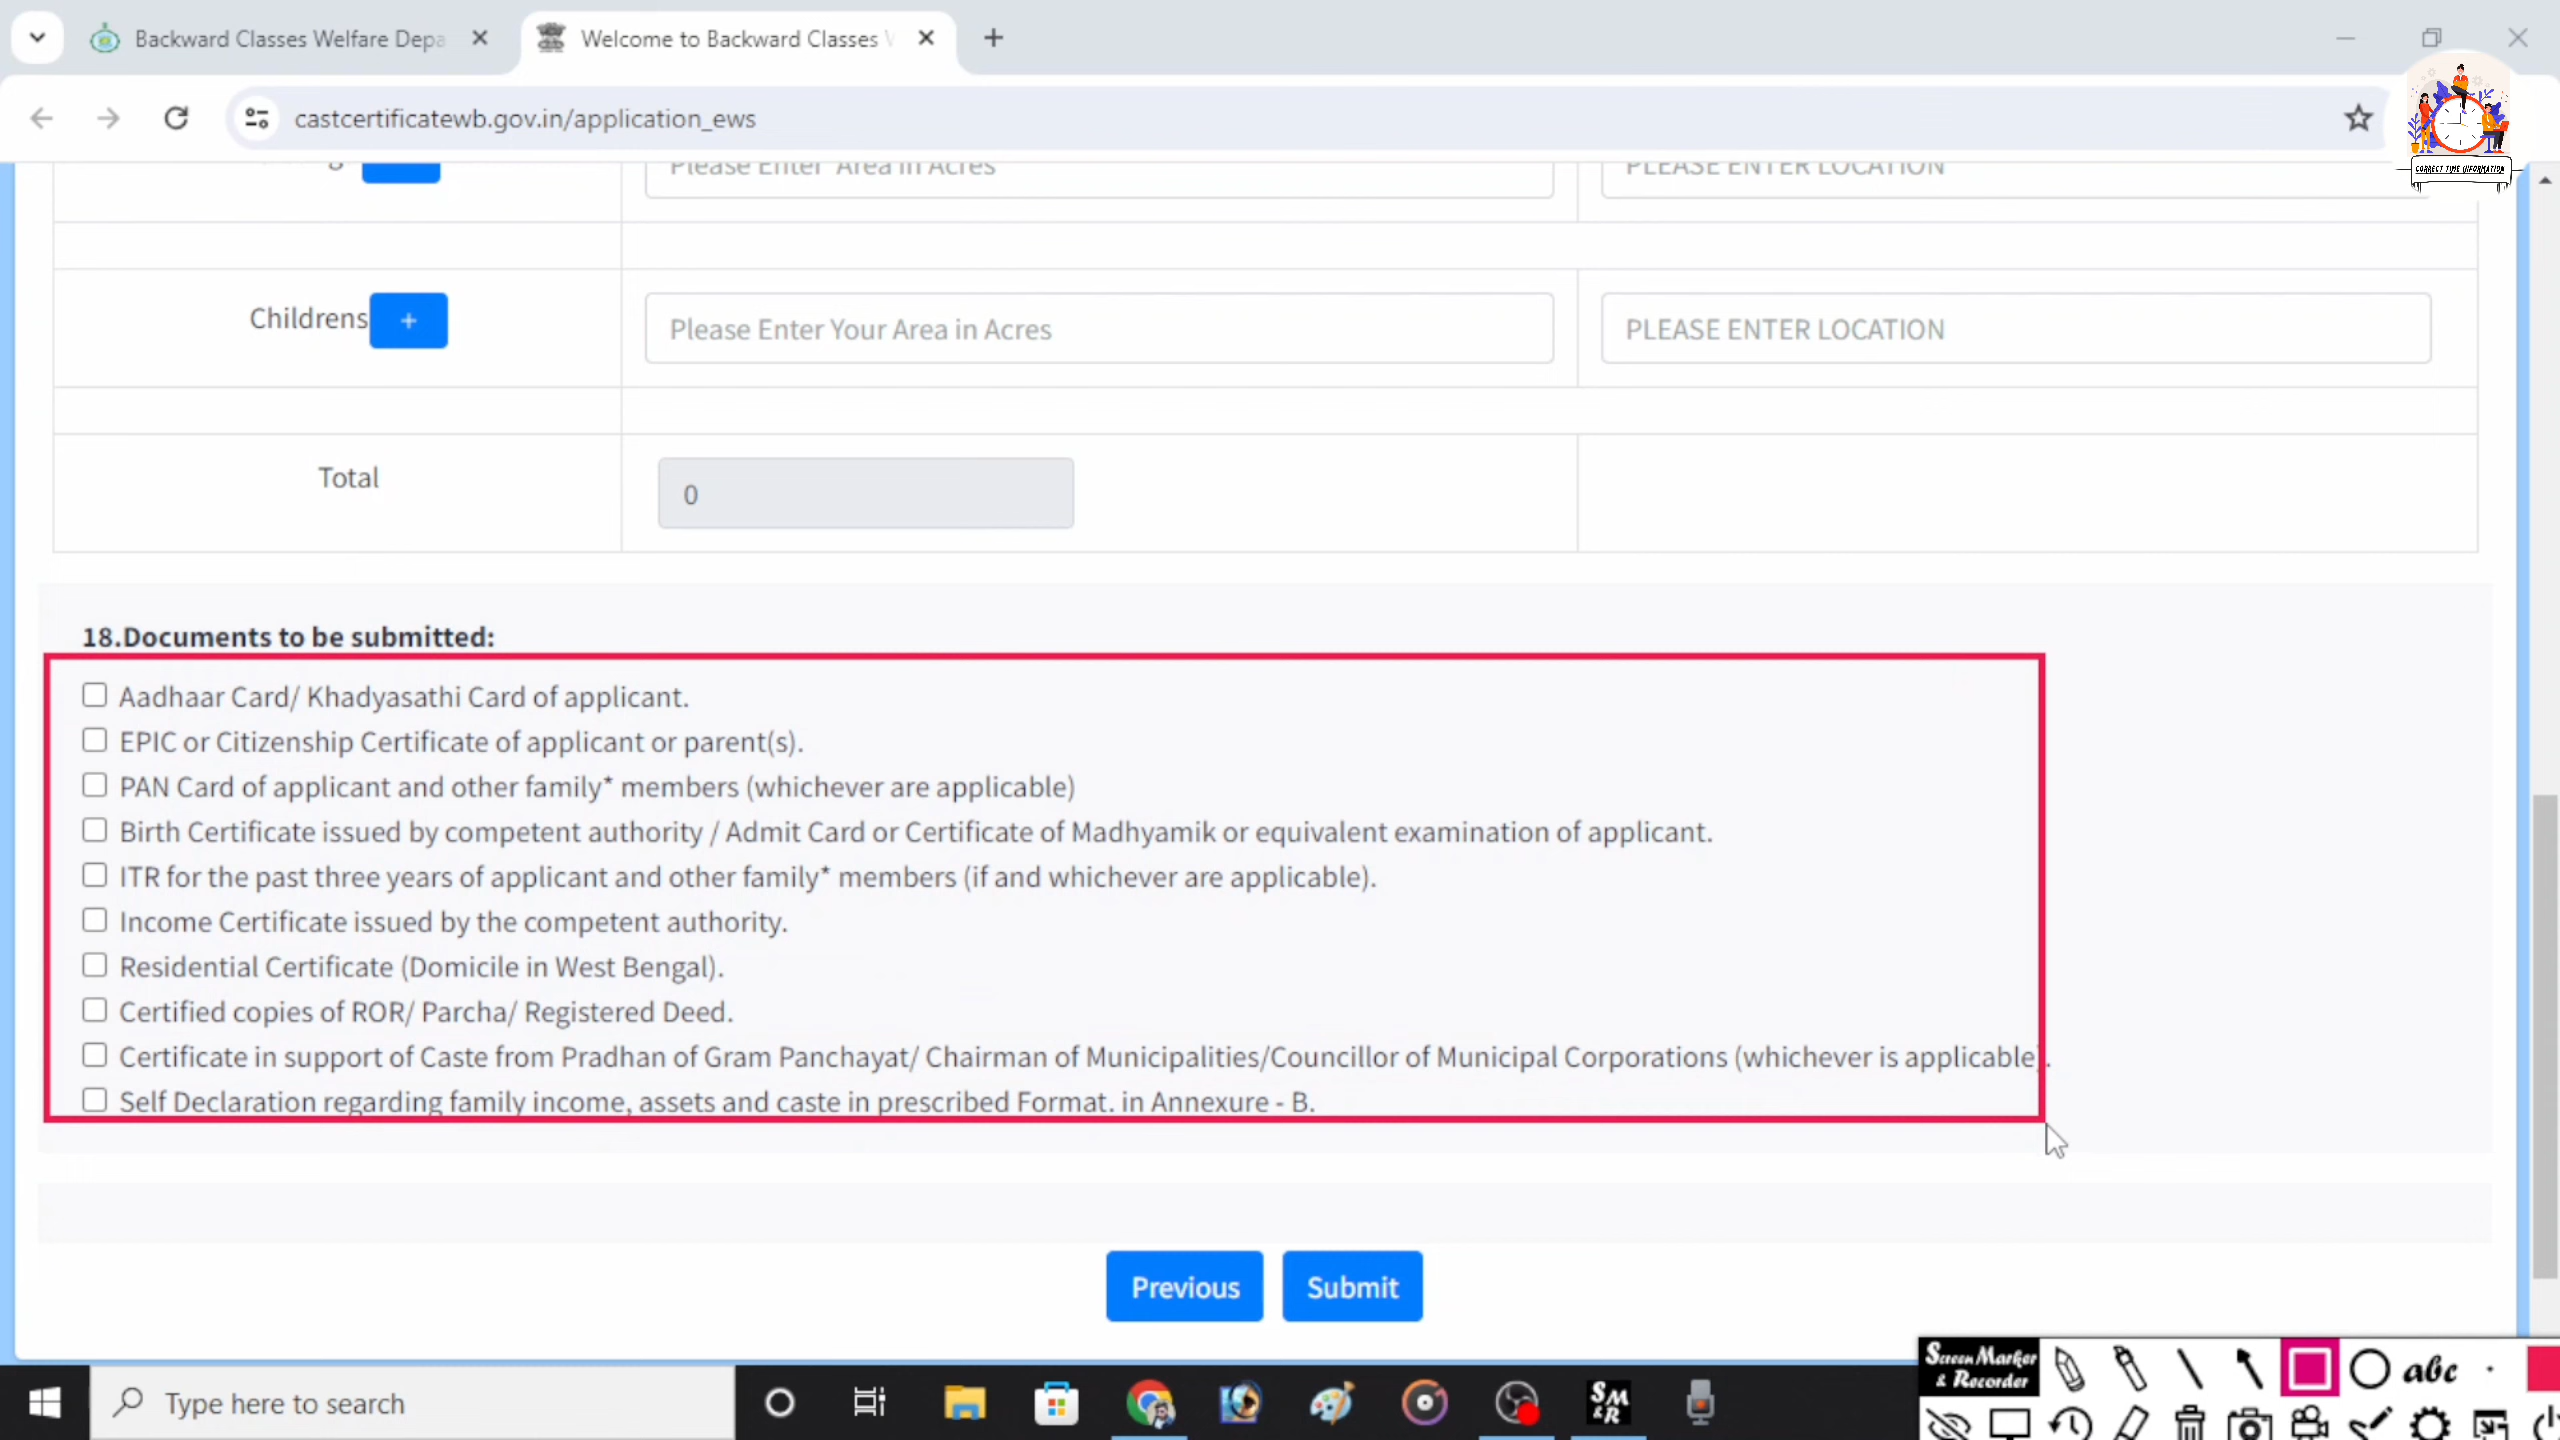 Backward Classes Welfare Depa
Welcome to Backward Classes
castcertificatewb.gov.in/application_ews
CORRECT TIME INFORMATION
Please Enter Area in Acres
PLEASE ENTER LOCATION
Childrens
+
Please Enter Your Area in Acres
PLEASE ENTER LOCATION
Total
0
18.Documents to be submitted:
Aadhaar Card/ Khadyasathi Card of applicant.
EPIC or Citizenship Certificate of applicant or parent(s).
PAN Card of applicant and other family* members (whichever are applicable)
Birth Certificate issued by competent authority / Admit Card or Certificate of Madhyamik or equivalent examination of applicant.
ITR for the past three years of applicant and other family* members (if and whichever are applicable).
Income Certificate issued by the competent authority.
Residential Certificate (Domicile in West Bengal).
Certified copies of ROR/ Parcha/ Registered Deed.
Certificate in support of Caste from Pradhan of Gram Panchayat/ Chairman of Municipalities/Councillor of Municipal Corporations (whichever is applicable).
Self Declaration regarding family income, assets and caste in prescribed Format. in Annexure - B.
Previous
Submit
Screen Marker
& Recorder
abc
Type here to search
SM
&R